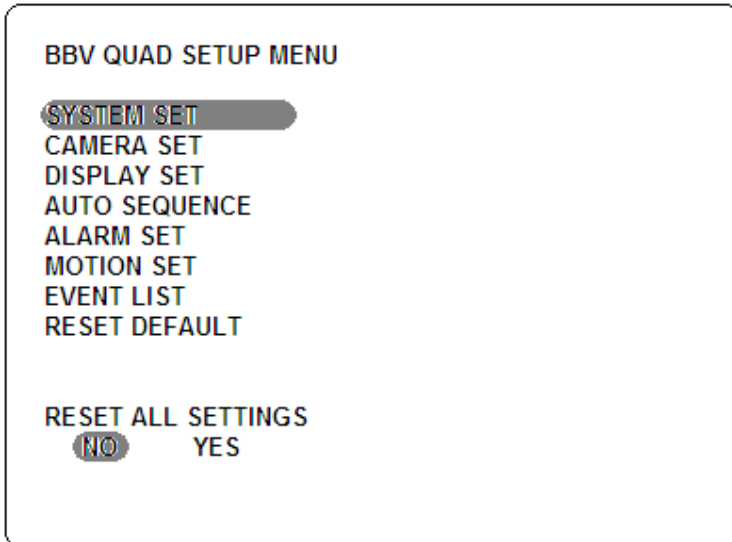 BBV QUAD SETUP MENU
SYSTEM SET
CAMERA SET
DISPLAY SET
AUTO SEQUENCE
ALARM SET
MOTION SET
EVENT LIST
RESET DEFAULT
RESET ALL SETTINGS
NO YES